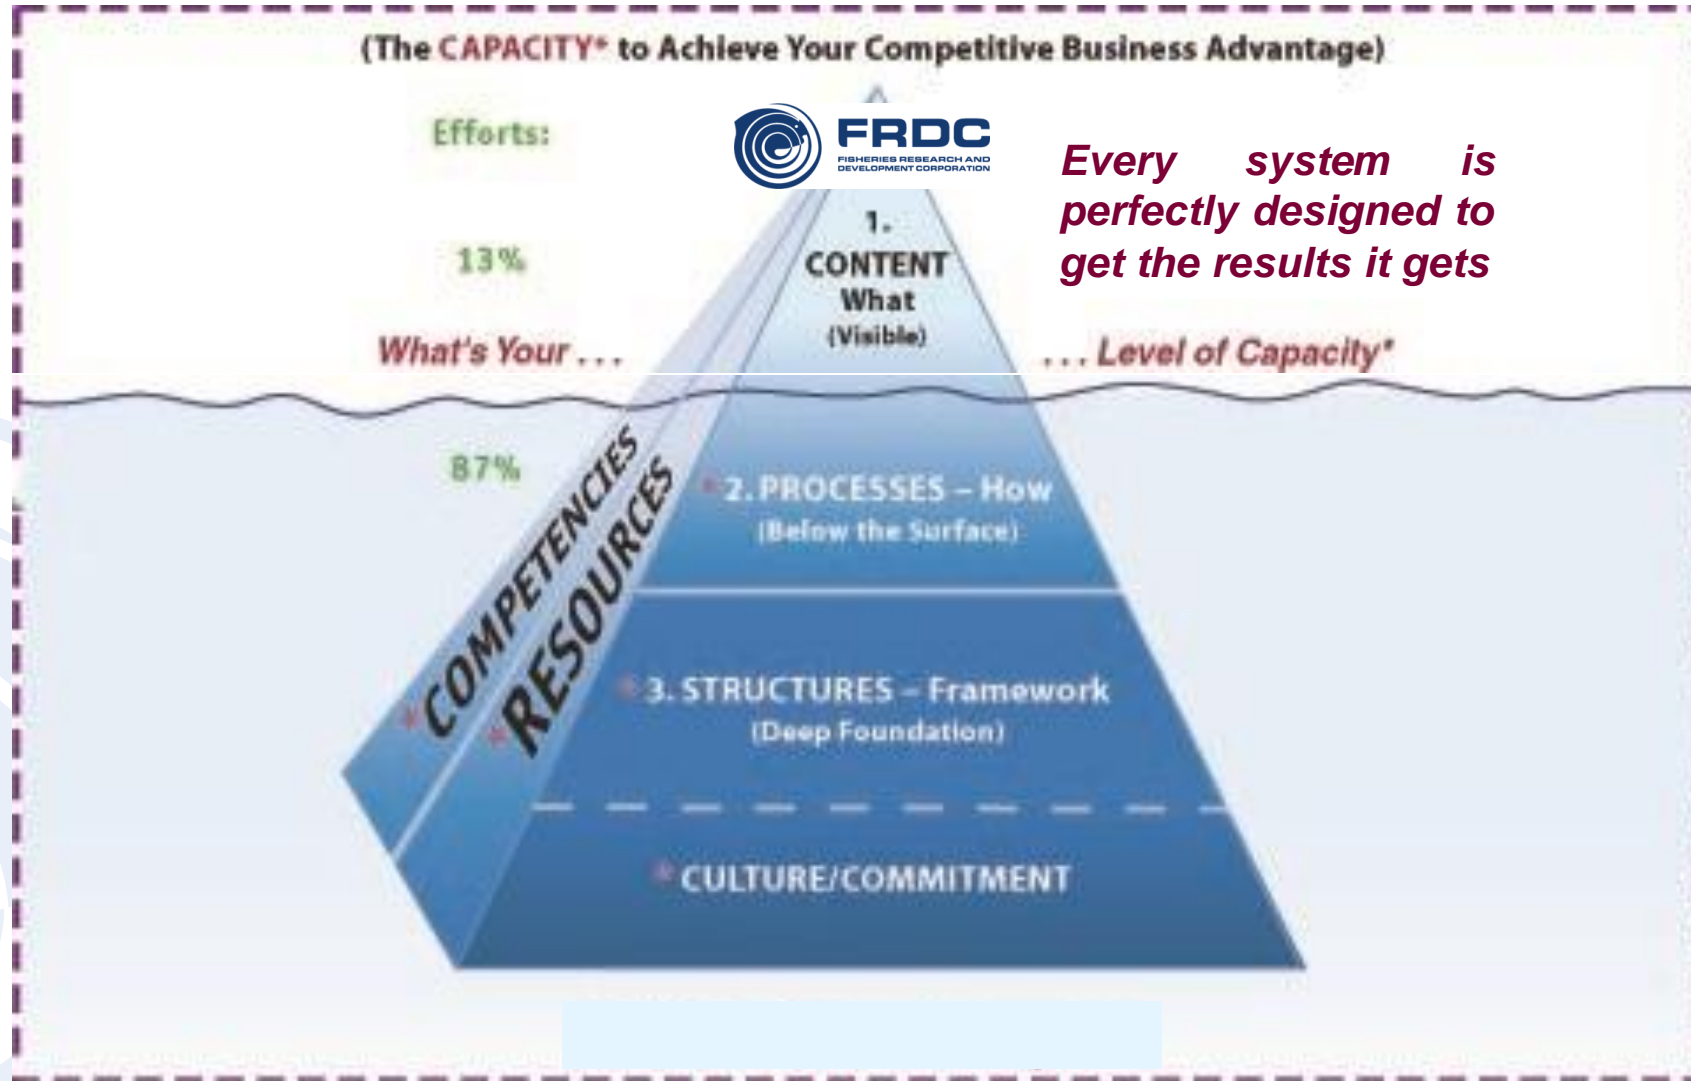 (The CAPACITY* to Achieve Your Competitive Business Advantage)
Efforts:
FRDC
FISHERIES RESEARCH AND
DEVELOPMENT CORPORATION
Every system is
perfectly designed to
get the results it gets
1.
CONTENT
What
(Visible)
13%
What's Your . . .
. . . Level of Capacity*
87%
*COMPETENCIES
*RESOURCES
* 2. PROCESSES – How
(Below the Surface)
* 3. STRUCTURES – Framework
(Deep Foundation)
* CULTURE/COMMITMENT